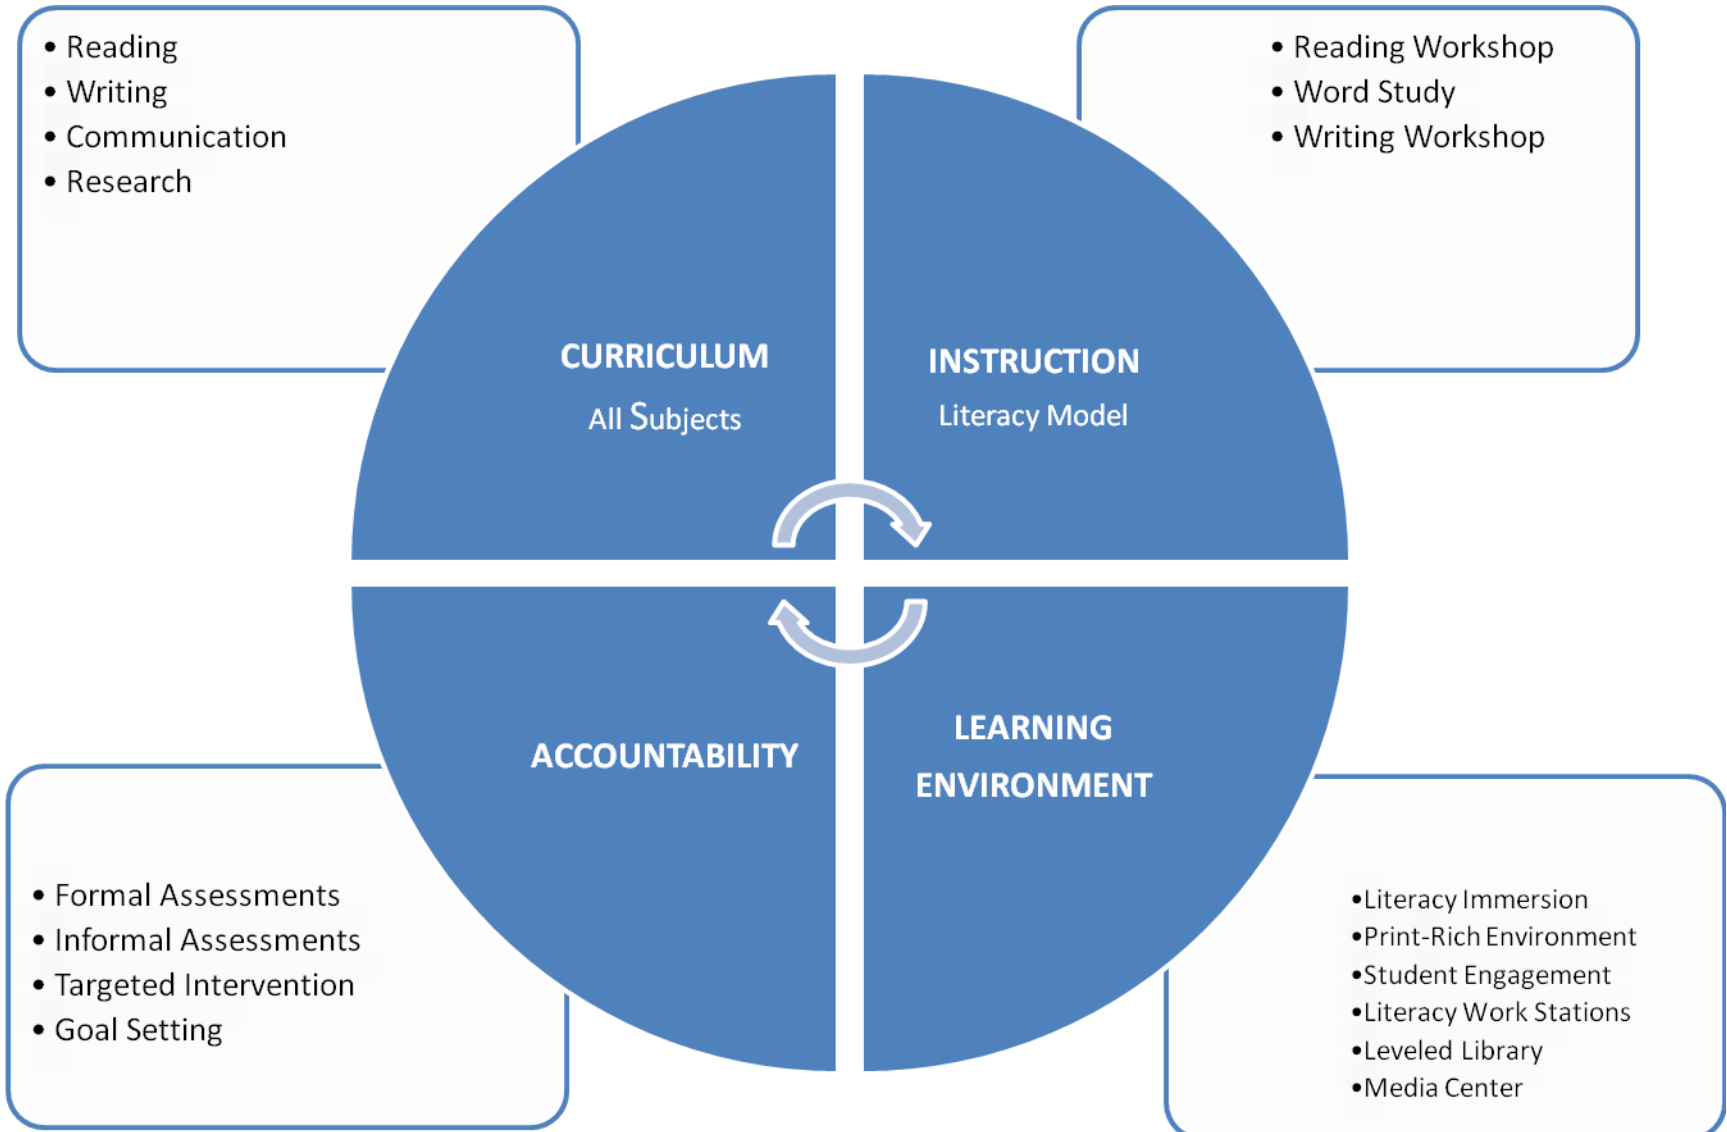 • Reading
• Writing
• Communication
• Research
• Reading Workshop
• Word Study
• Writing Workshop
CURRICULUM
All Subjects
INSTRUCTION
Literacy Model
ACCOUNTABILITY
LEARNING
ENVIRONMENT
• Formal Assessments
• Informal Assessments
• Targeted Intervention
• Goal Setting
•Literacy Immersion
•Print-Rich Environment
•Student Engagement
•Literacy Work Stations
•Leveled Library
•Media Center